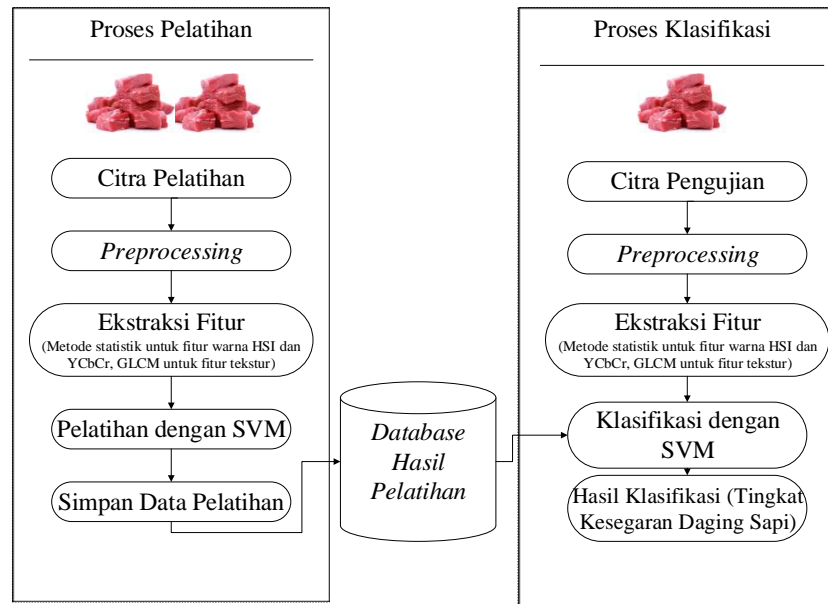 Proses Pelatihan
Citra Pelatihan
Preprocessing
Ekstraksi Fitur
(Metode statistik untuk fitur warna HSI dan
YCbCr, GLCM untuk fitur tekstur)
Pelatihan dengan SVM
Simpan Data Pelatihan
Database
Hasil
Pelatihan
Proses Klasifikasi
Citra Pengujian
Preprocessing
Ekstraksi Fitur
(Metode statistik untuk fitur warna HSI dan
YCbCr, GLCM untuk fitur tekstur)
Klasifikasi dengan
SVM
Hasil Klasifikasi (Tingkat
Kesegaran Daging Sapi)